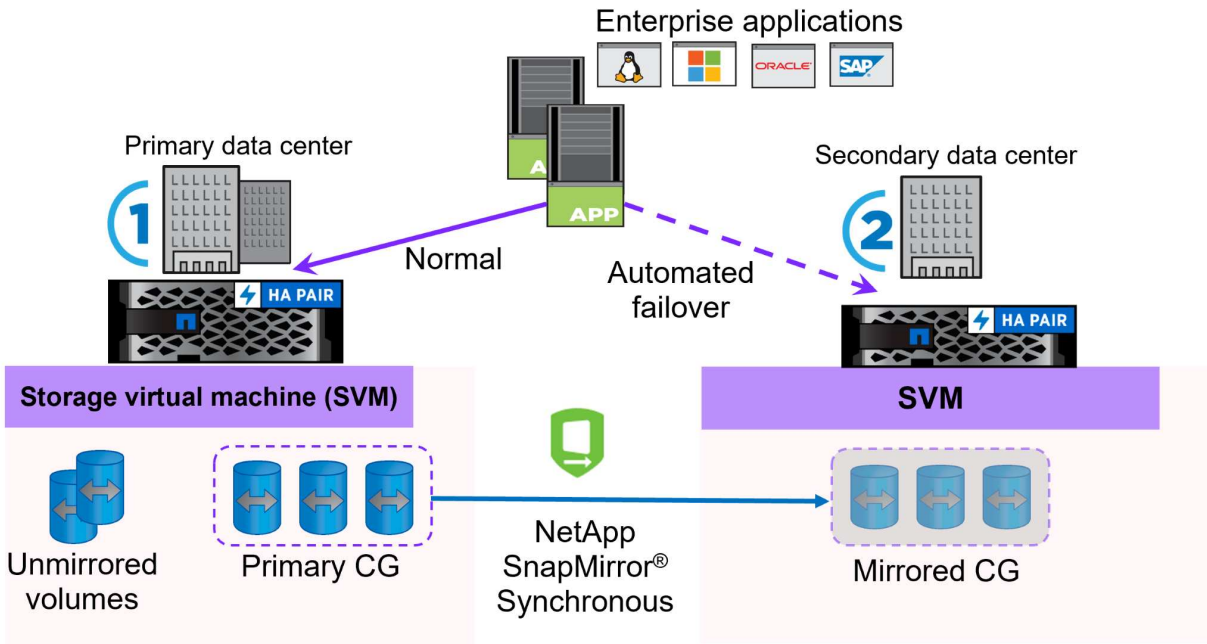 Enterprise applications
ORACLE
SAP
Primary data center
Secondary data center
1
2
A
APP
Normal
Automated
failover
HA PAIR
HA PAIR
Storage virtual machine (SVM)
SVM
Unmirrored
volumes
Primary CG
NetApp
SnapMirror®
Synchronous
Mirrored CG